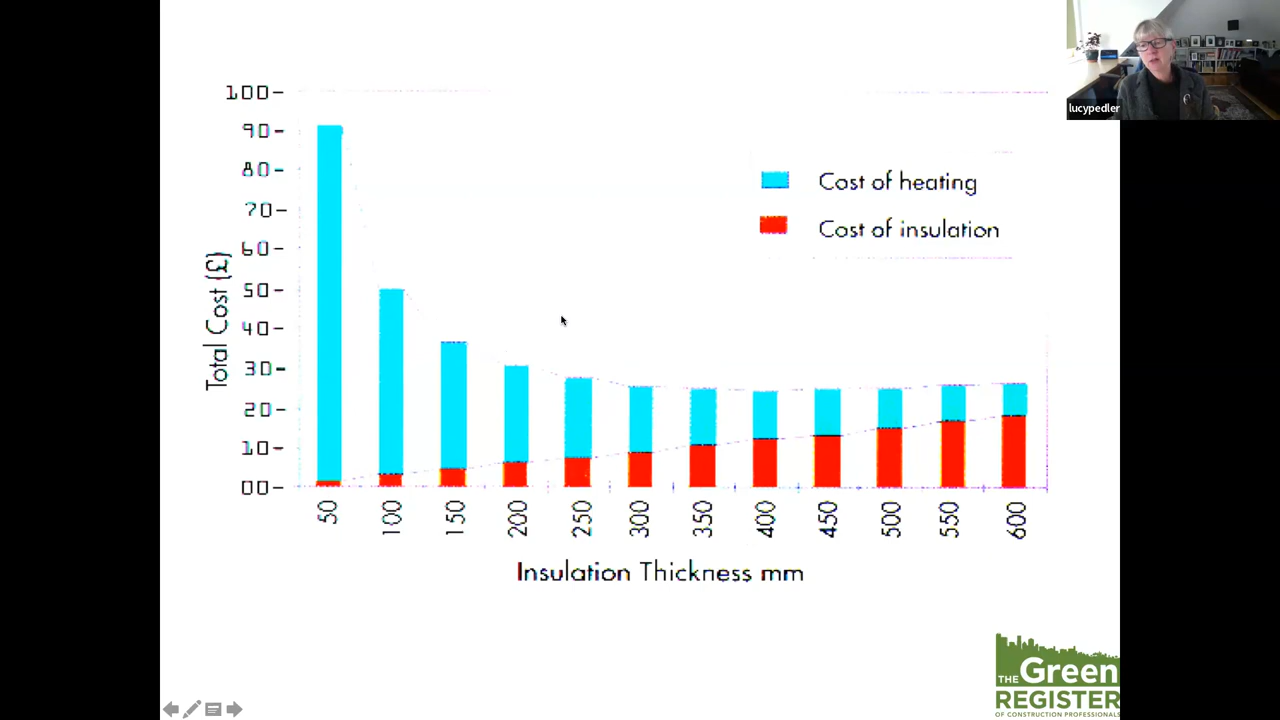 lucypedler
100
90
80
70
60
50
40
30
20
10
00
Total Cost (£)
Cost of heating
Cost of insulation
50 100 150 200 250 300 350 400 450 500 550 600
Insulation Thickness mm
THE Green
REGISTER
OF CONSTRUCTION PROFESSIONALS